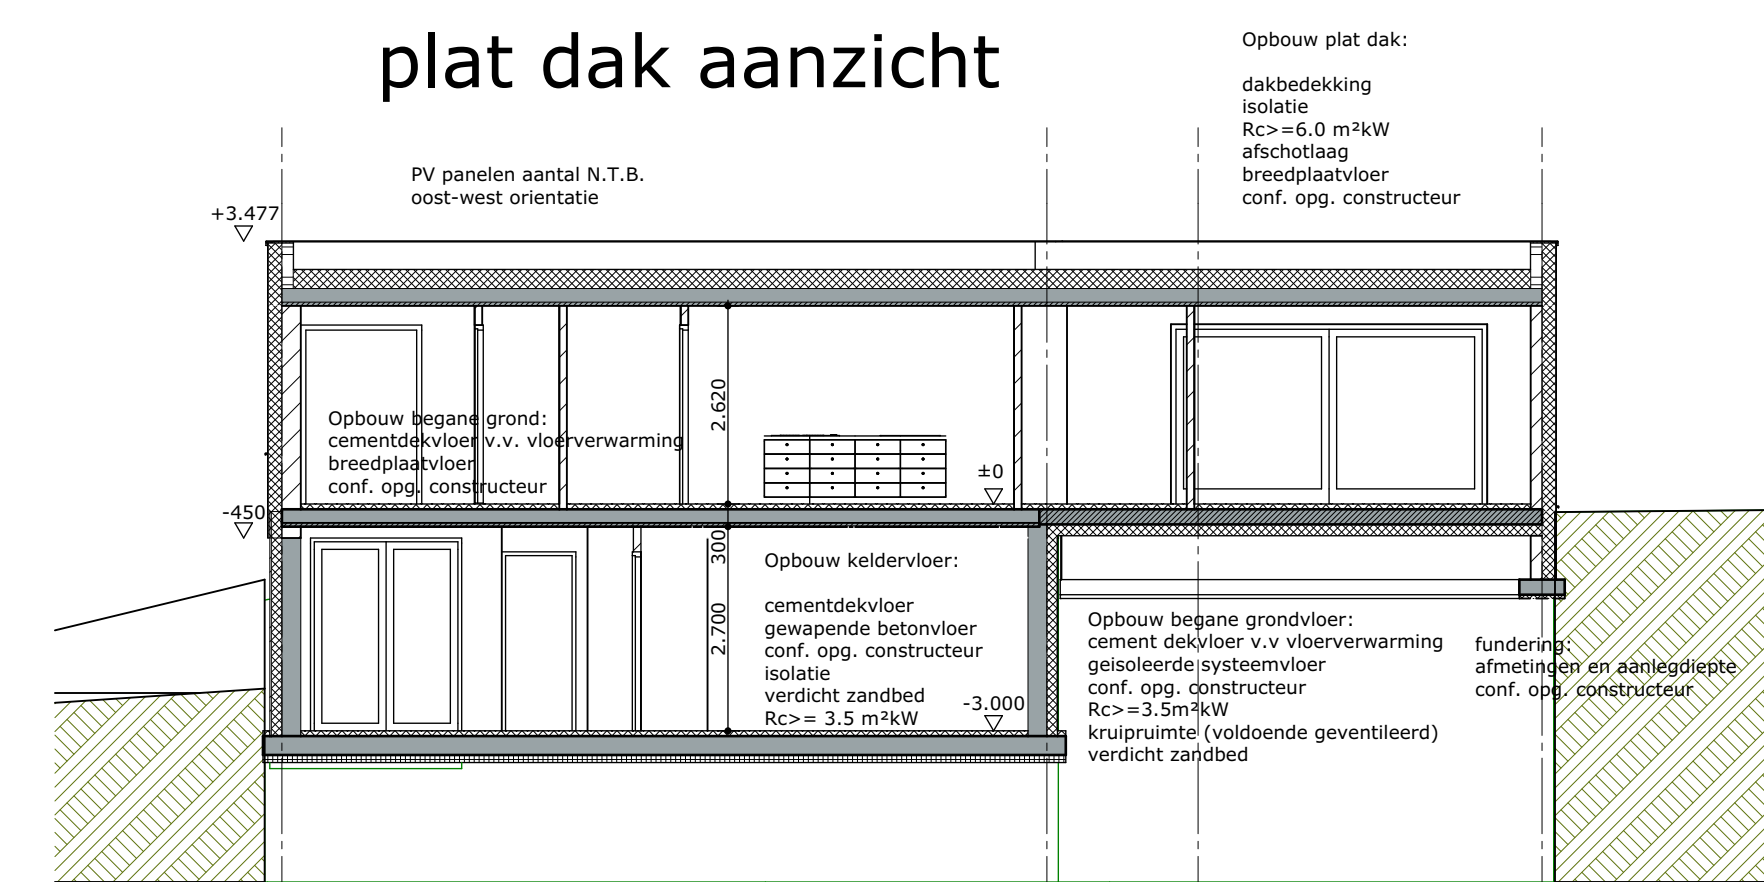 plat dak aanzicht
Opbouw plat dak:
dakbedekking
isolatie
Rc>=6.0 m²kW
afschotlaag
breedplaatvloer
conf. opg. constructeur
PV panelen aantal N.T.B.
oost-west orientatie
+3.477
2.620
Opbouw begane grond:
cementdekvloer v.v. vloerverwarming
breedplaatvloer
conf. opg. constructeur
±0
-450
300
2.700
Opbouw keldervloer:
cementdekvloer
gewapende betonvloer
conf. opg. constructeur
isolatie
verdicht zandbed
Rc>= 3.5 m²kW
-3.000
Opbouw begane grondvloer:
cement dekvloer v.v vloerverwarming
geisoleerde systeemvloer
conf. opg. constructeur
Rc>=3.5m²kW
kruipruimte (voldoende geventileerd)
verdicht zandbed
fundering:
afmetingen en aanlegdiepte
conf. opg. constructeur